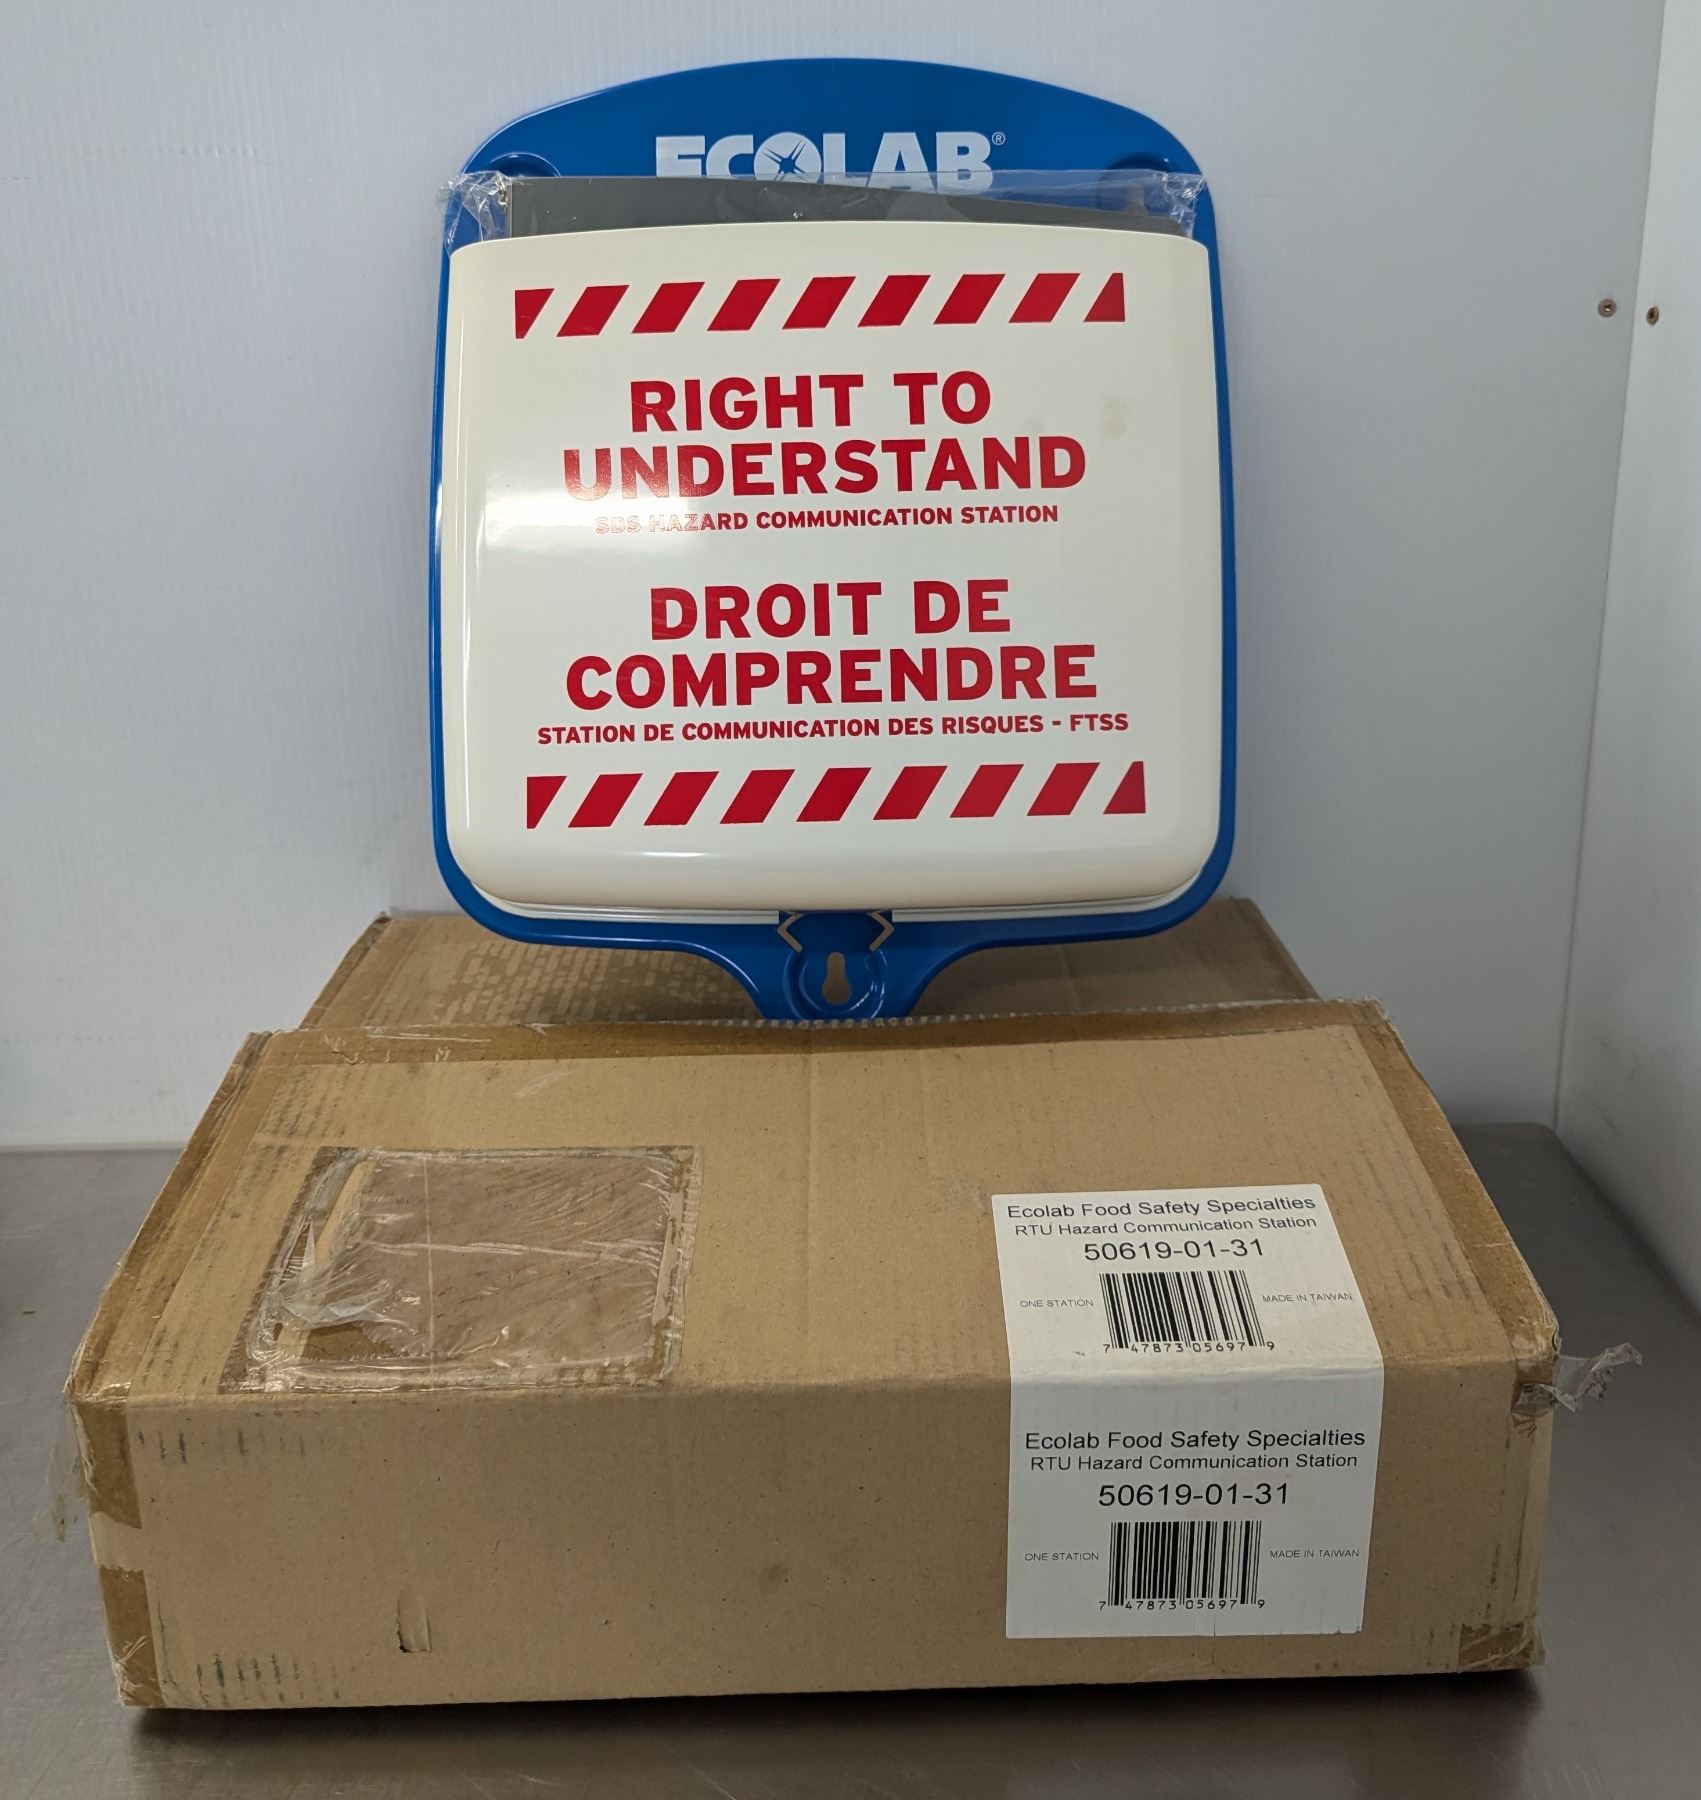 ECOLAB®
RIGHT TO
UNDERSTAND
SDS HAZARD COMMUNICATION STATION
DROIT DE
COMPRENDRE
STATION DE COMMUNICATION DES RISQUES - FTSS
Ecolab Food Safety Specialties
RTU Hazard Communication Station
50619-01-31
ONE STATION
MADE IN TAIWAN
7 47873 05697 9
Ecolab Food Safety Specialties
RTU Hazard Communication Station
50619-01-31
ONE STATION
MADE IN TAIWAN
7 47873 05697 9